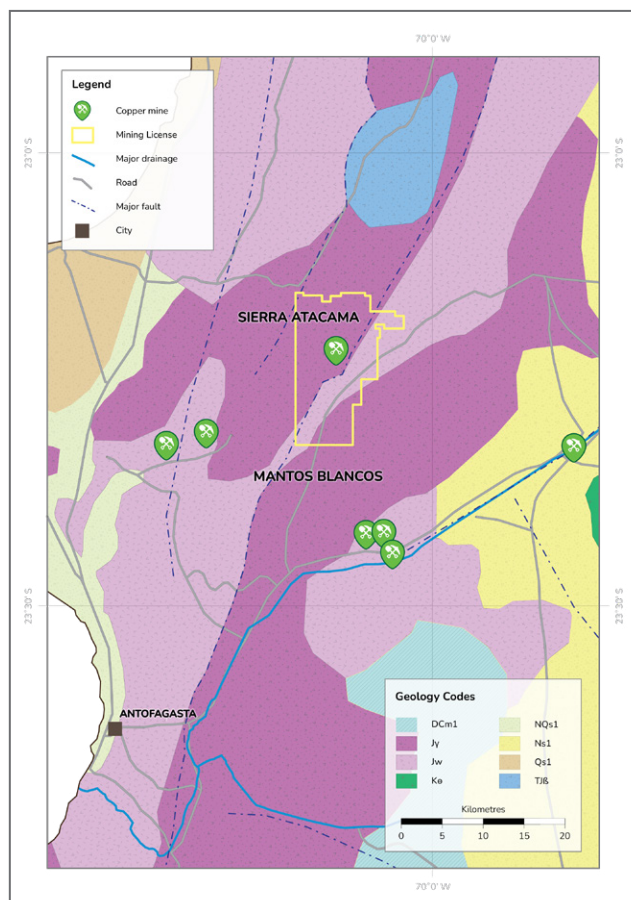 70°0' W
Legend
Copper mine
Mining License
Major drainage
Road
Major fault
City
23°0'S
23°0'S
SIERRA ATACAMA
MANTOS BLANCOS
23°30'S
23°30'S
ANTOFAGASTA
Geology Codes
DCm1
NQs1
Jy
Ns1
Jw
Qs1
Kɵ
TJß
Kilometres
0 5 10 15 20
70°0' W